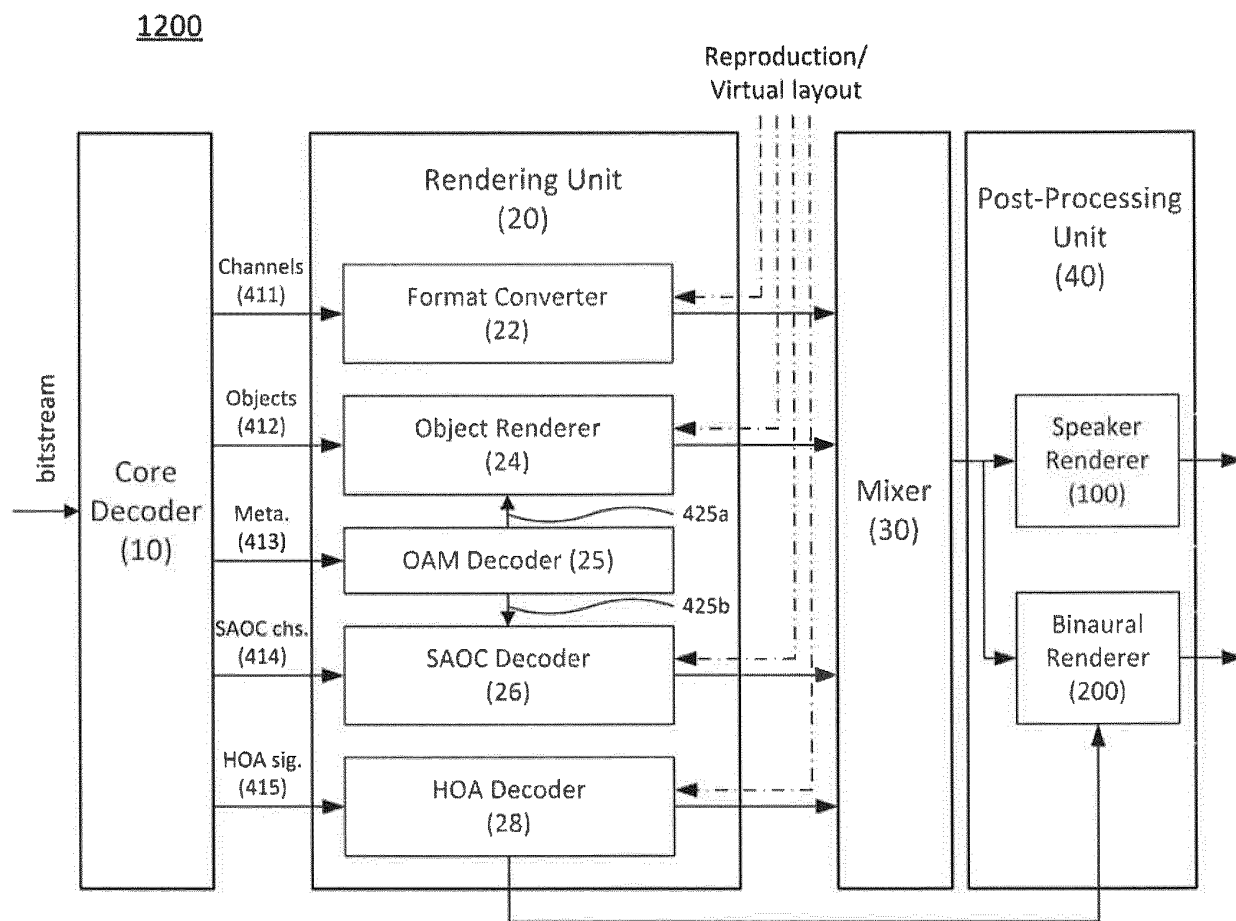 1200
Reproduction/
Virtual layout
Rendering Unit
(20)
Post-Processing
Unit
(40)
Channels
(411)
Format Converter
(22)
bitstream
Objects
(412)
Object Renderer
(24)
Core
Decoder
(10)
Mixer
(30)
Speaker
Renderer
(100)
425a
Meta.
(413)
OAM Decoder (25)
425b
SAOC chs.
(414)
SAOC Decoder
(26)
Binaural
Renderer
(200)
HOA sig.
(415)
HOA Decoder
(28)